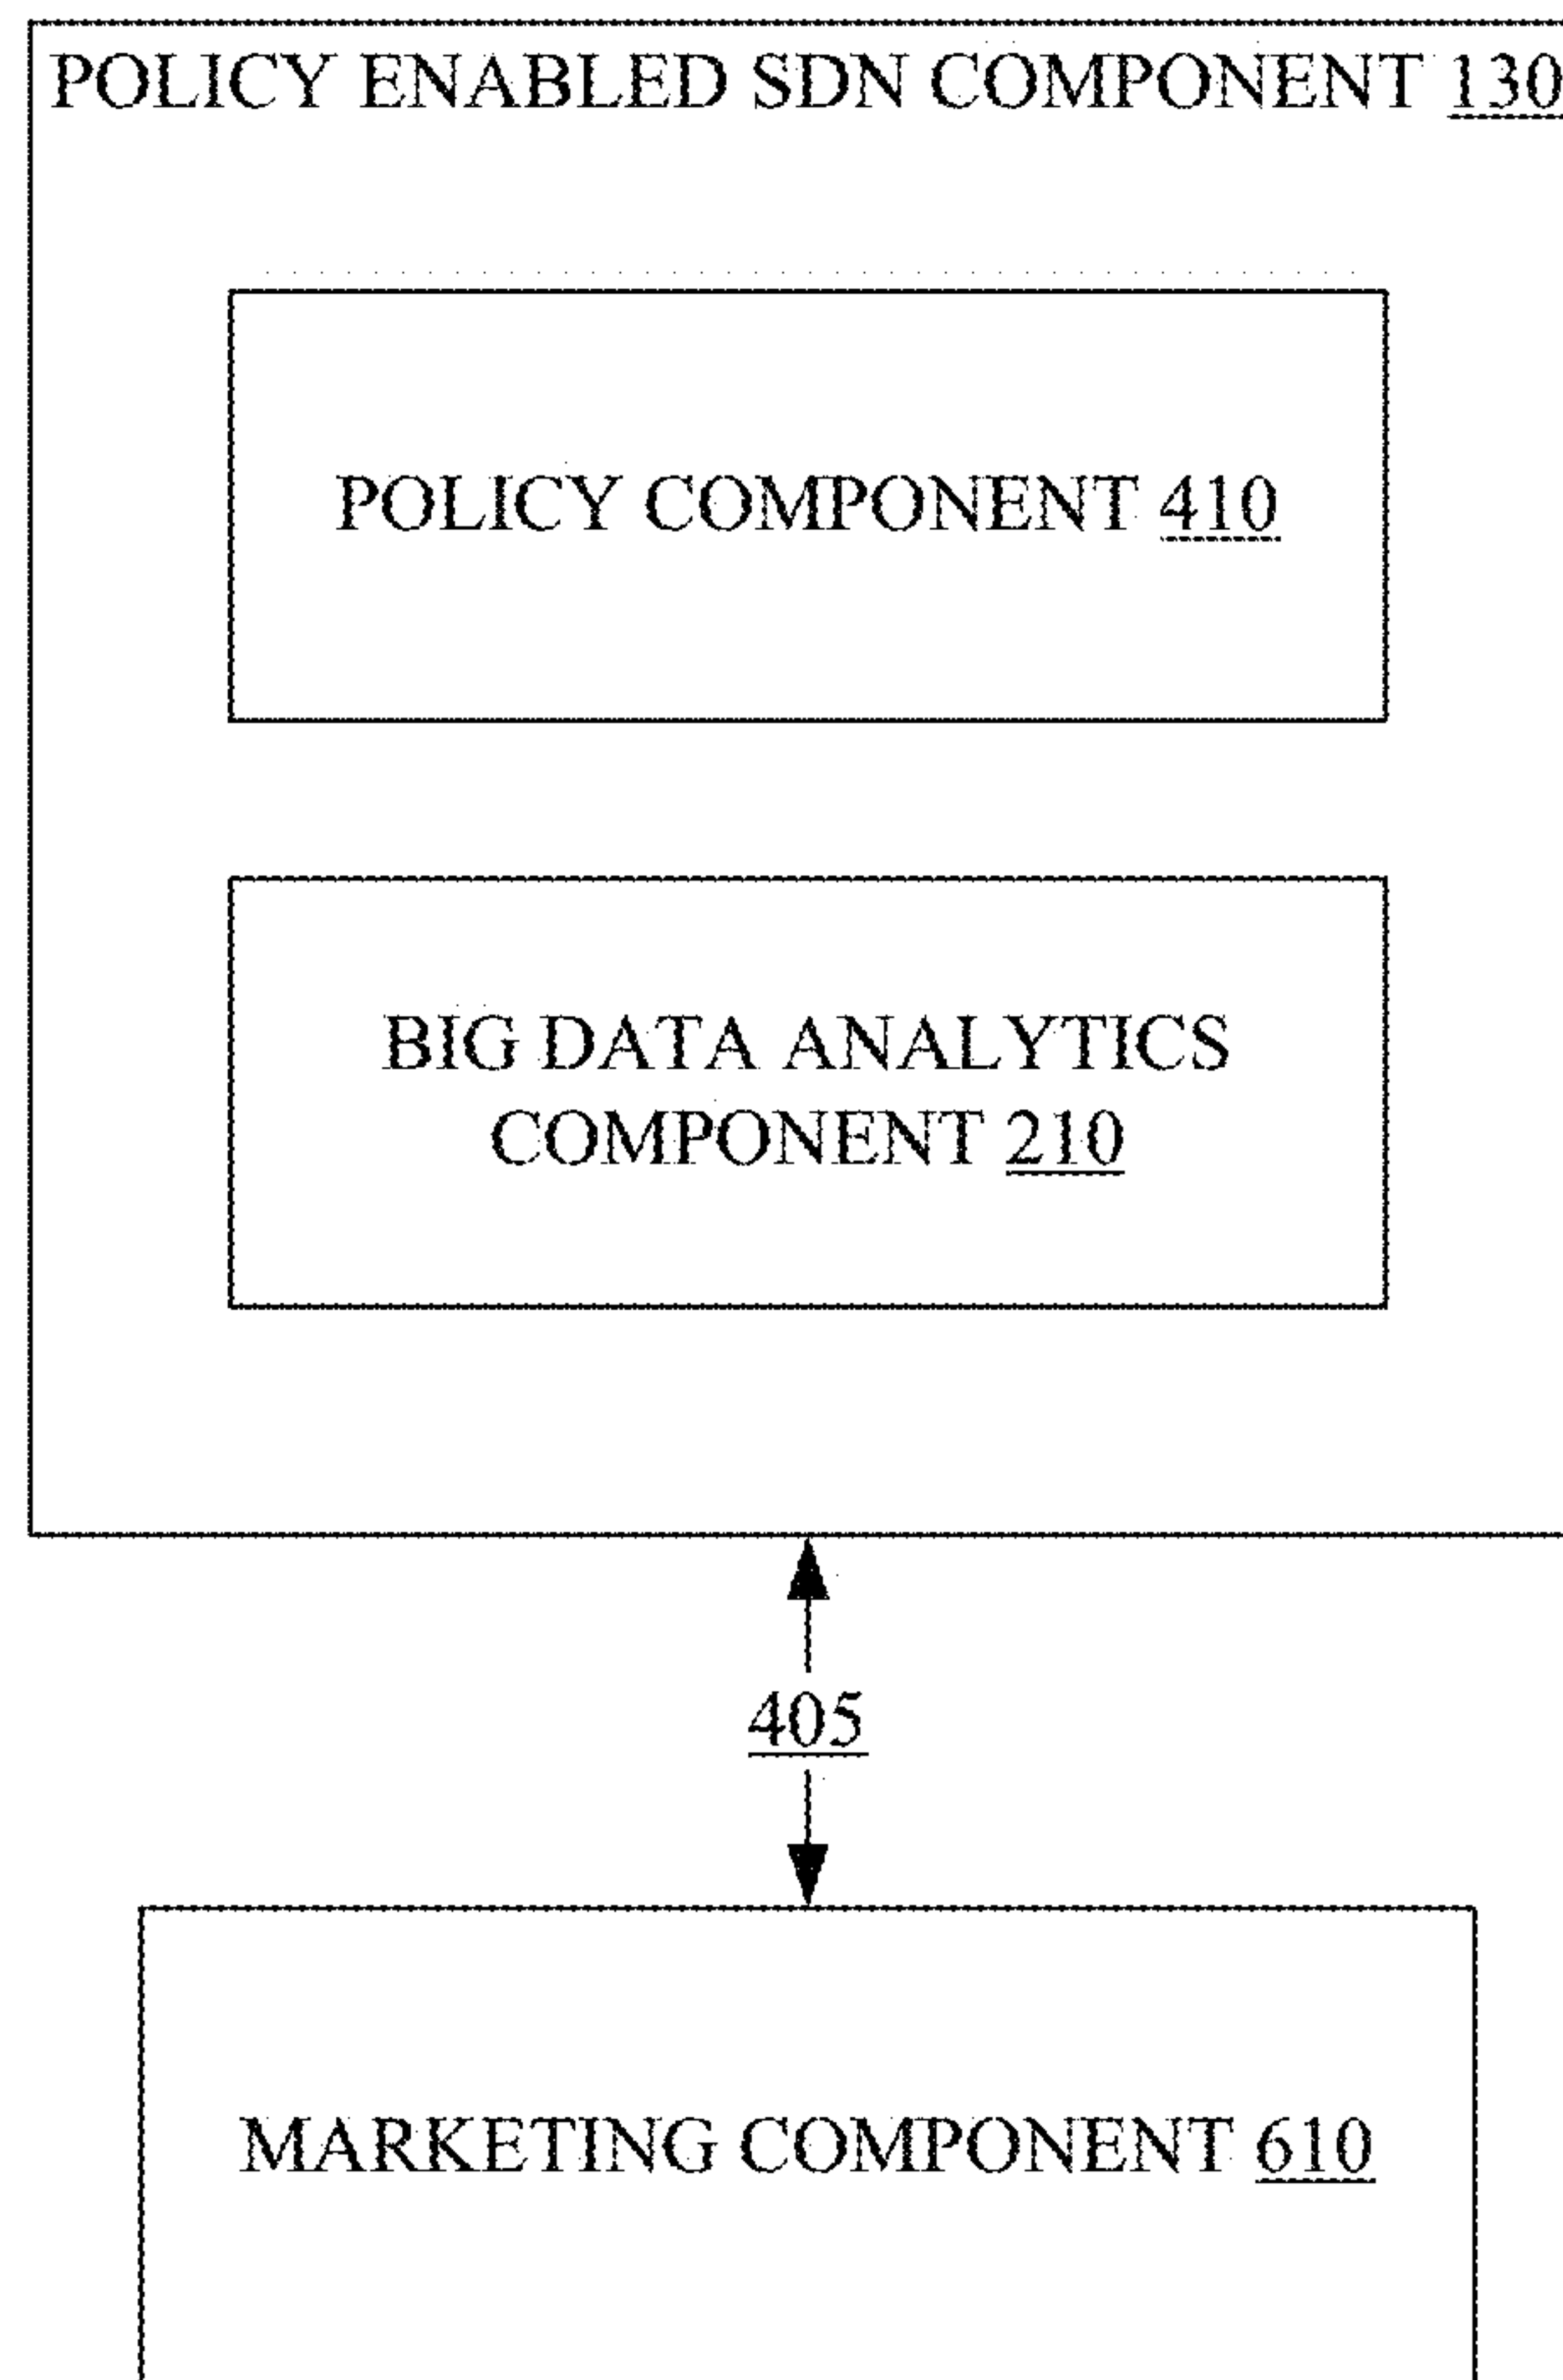 POLICY ENABLED SDN COMPONENT 130
POLICY COMPONENT 410
BIG DATA ANALYTICS
COMPONENT 210
405
MARKETING COMPONENT 610